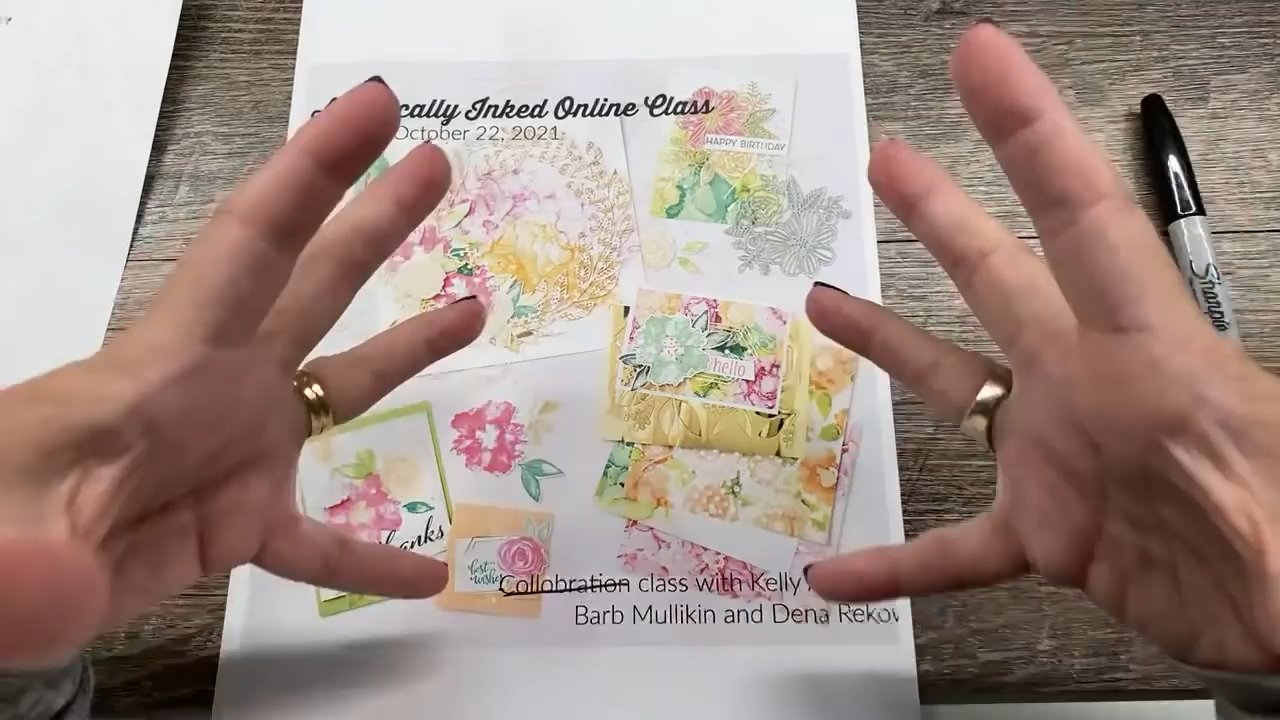 Inked Online Class
October 22, 2021
HAPPY BIRTHDAY
hello
Sharpie
best wishes
Collobration class with Kelly
Barb Mullikin and Dena